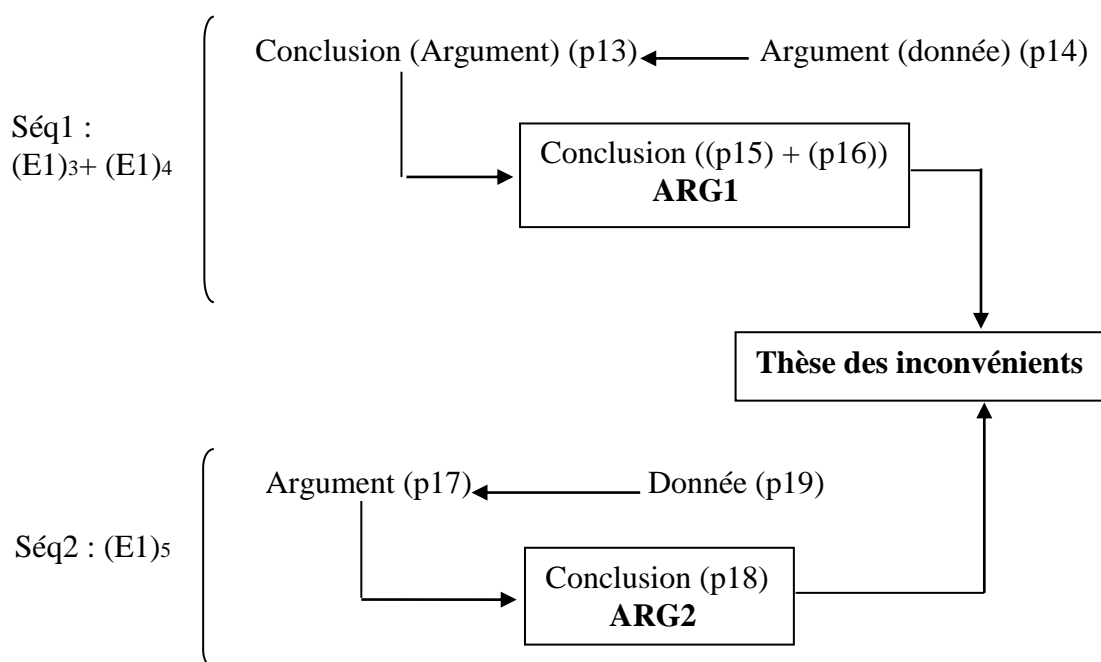 Conclusion (Argument) (p13) Argument (donnée) (p14)
Séq1 :
(E1)3+ (E1)4
Conclusion ((p15) + (p16))
ARG1
Thèse des inconvénients
Argument (p17) Donnée (p19)
Séq2 : (E1)5
Conclusion (p18)
ARG2